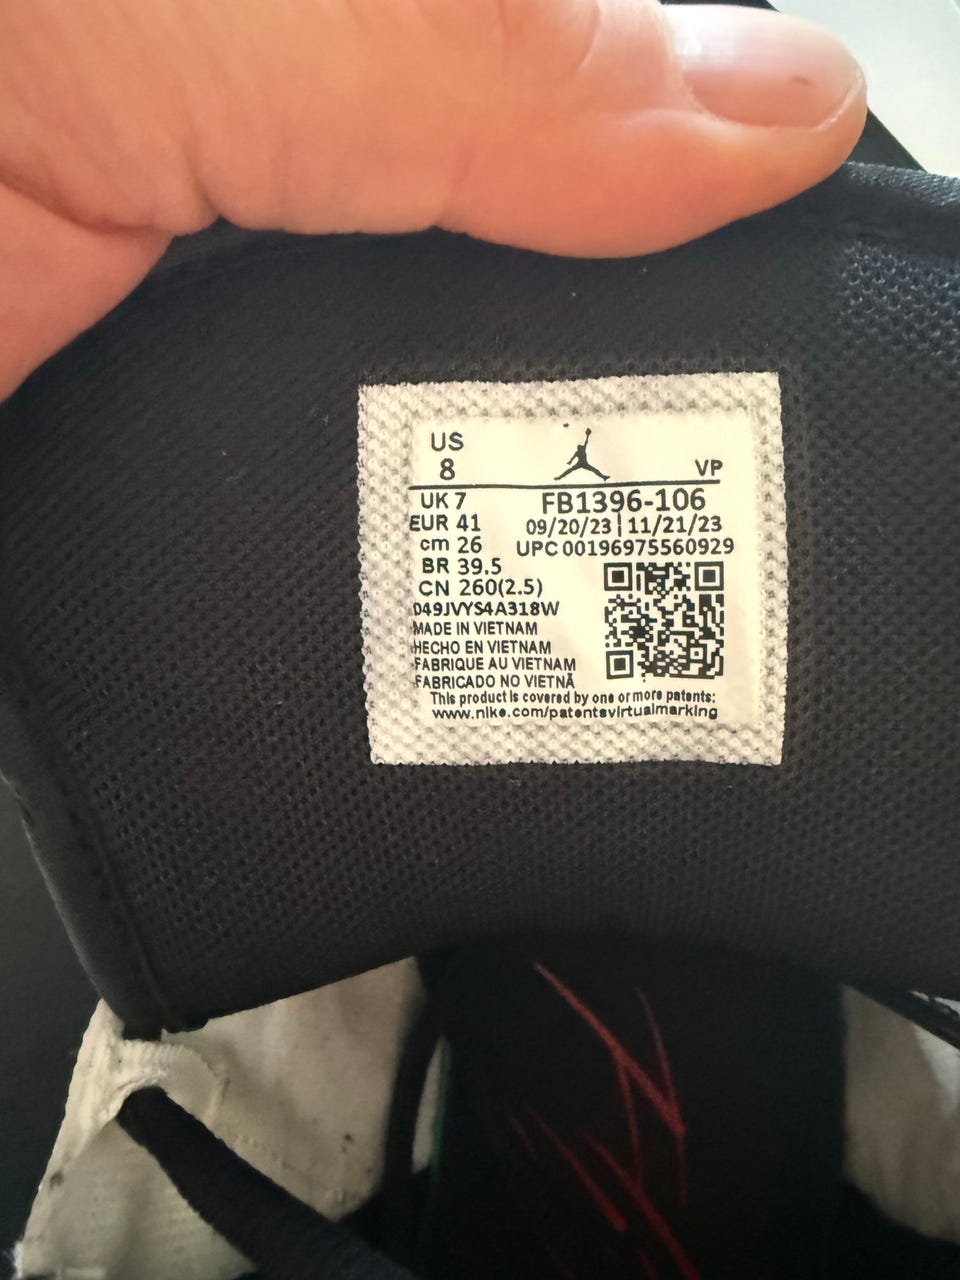 US
8
VP
UK 7
FB1396-106
EUR 41
09/20/23 | 11/21/23
cm 26
UPC 00196975560929
BR 39.5
CN 260(2.5)
D49JVYS4A318W
MADE IN VIETNAM
HECHO EN VIETNAM
FABRIQUE AU VIETNAM
FABRICADO NO VIETNÃ
This product is covered by one or more patents:
www.nike.com/patentsvirtualmarking